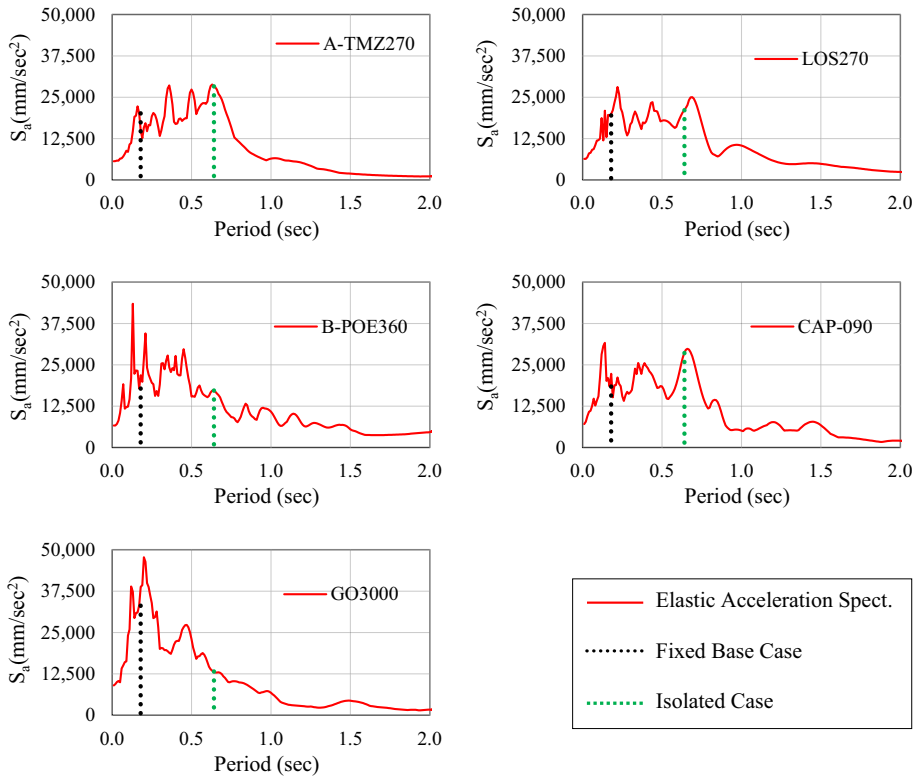 50,000
37,500
25,000
12,500
0
Sa(mm/sec2)
A-TMZ270
0.0 0.5 1.0 1.5 2.0
Period (sec)
50,000
37,500
25,000
12,500
0
Sa(mm/sec2)
LOS270
0.0 0.5 1.0 1.5 2.0
Period (sec)
50,000
37,500
25,000
12,500
0
Sa(mm/sec2)
B-POE360
0.0 0.5 1.0 1.5 2.0
Period (sec)
50,000
37,500
25,000
12,500
0
Sa(mm/sec2)
CAP-090
0.0 0.5 1.0 1.5 2.0
Period (sec)
50,000
37,500
25,000
12,500
0
Sa(mm/sec2)
GO3000
0.0 0.5 1.0 1.5 2.0
Period (sec)
Elastic Acceleration Spect.
Fixed Base Case
Isolated Case